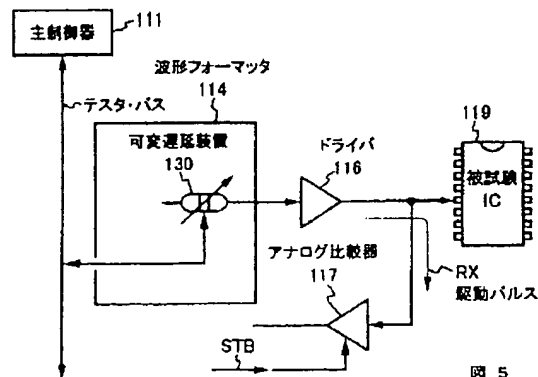 主制御器
111
波形フォーマッタ
114
テスタ・バス
可変遅延装置
130
ドライバ
116
119
被試験
IC
アナログ比較器
117
RX
駆動パルス
STB
図 5